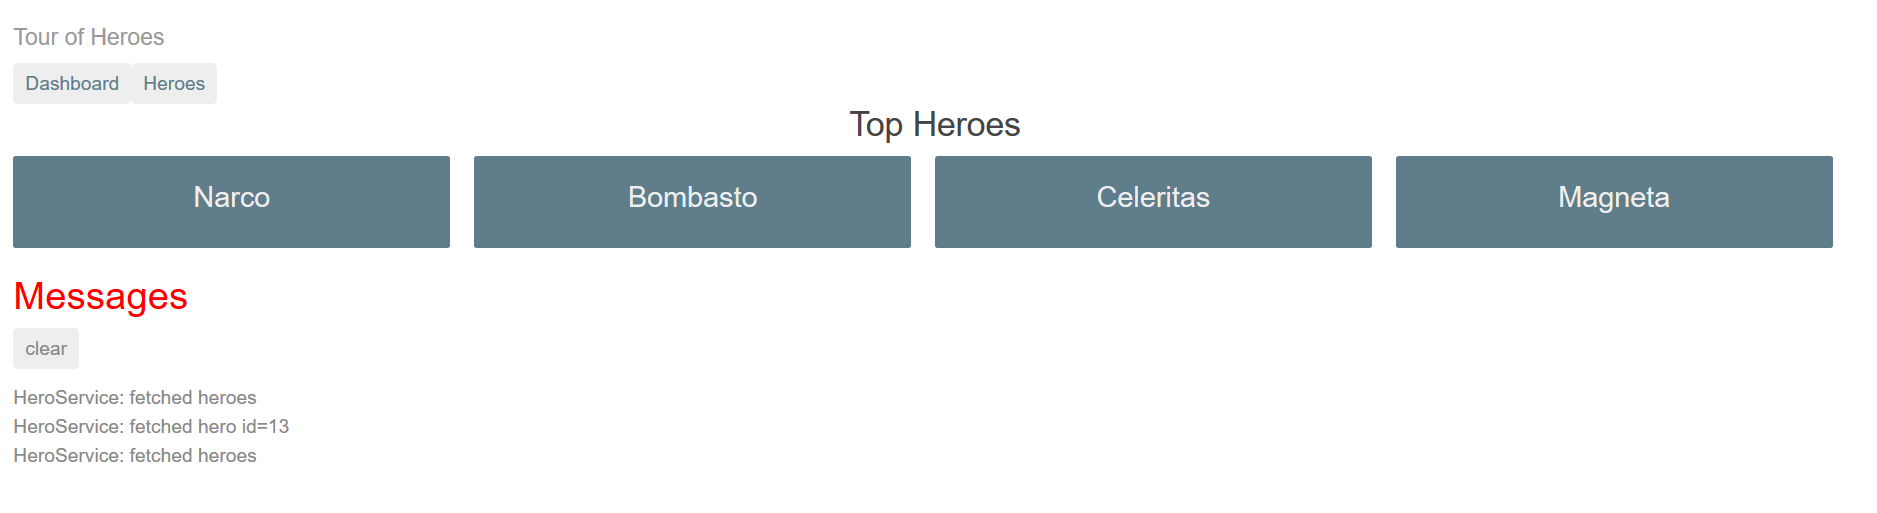 Tour of Heroes
Dashboard Heroes
Top Heroes
Narco Bombasto Celeritas Magneta
Messages
clear
HeroService: fetched heroes
HeroService: fetched hero id=13
HeroService: fetched heroes